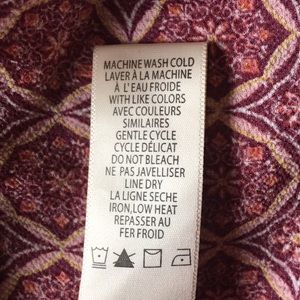 MACHINE WASH COLD
LAVER À LA MACHINE
À L'EAU FROIDE
WITH LIKE COLORS
AVEC COULEURS
SIMILAIRES
GENTLE CYCLE
CYCLE DÉLICAT
DO NOT BLEACH
NE PAS JAVELLISER
LINE DRY
LA LIGNE SECHE
IRON,LOW HEAT
REPASSER AU
FER FROID